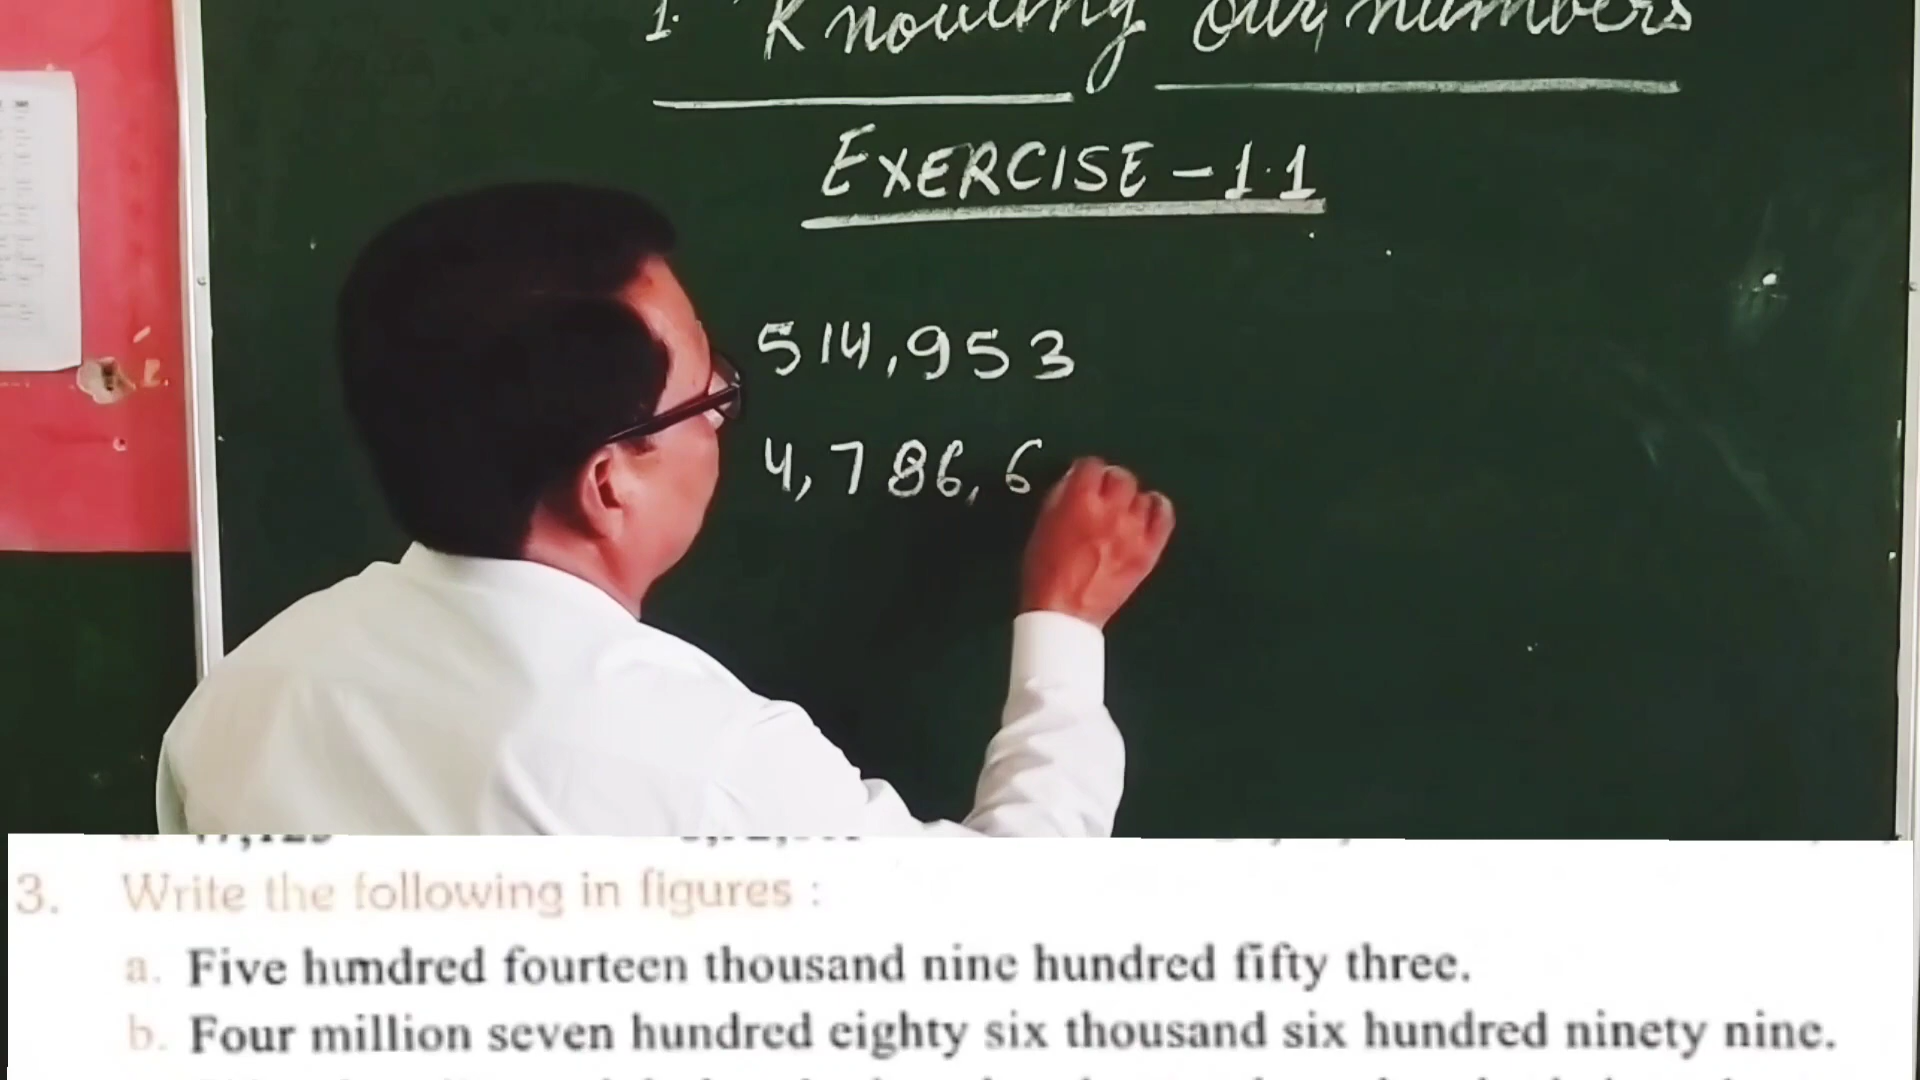 1. Knowing our numbers
EXERCISE - 1.1
514,953
4,786,6
3. Write the following in figures :
a. Five hundred fourteen thousand nine hundred fifty three.
b. Four million seven hundred eighty six thousand six hundred ninety nine.